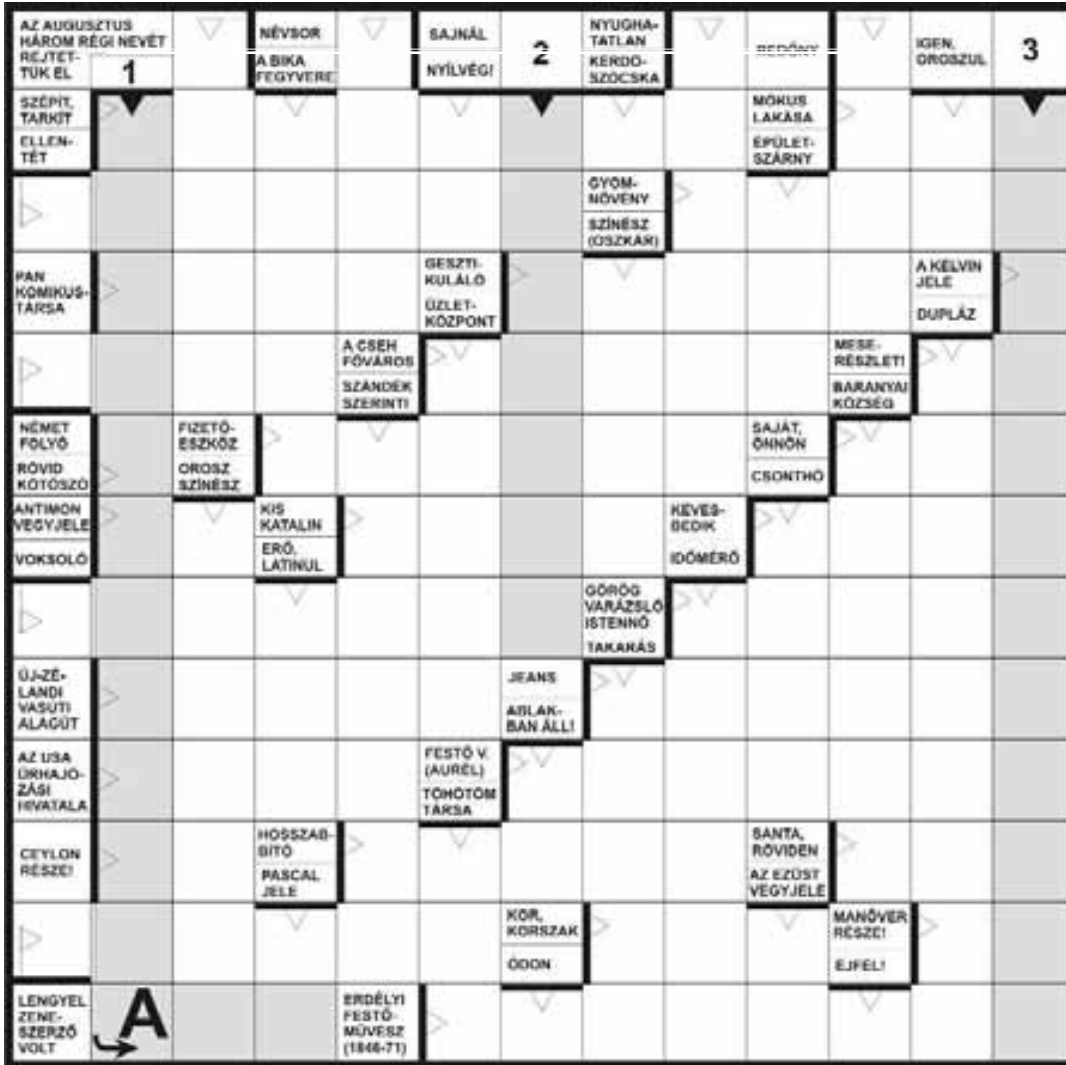 AZ AUGUSZTUS
HÁROM RÉGI NEVÉT
REJTET-
TÜK EL
1
NÉVSOR
A BIKA
FEGYVERE
SAJNÁL
NYÍLVÉG!
2
NYUGHA-
TATLAN
KÉRDŐ-
SZÓCSKA
REDŐNY
IGEN,
OROSZUL
3
SZÉPÍT,
TARKÍT
ELLEN-
TÉT
MÓKUS
LAKÁSA
ÉPÜLET-
SZÁRNY
GYOM-
NÖVÉNY
SZÍNÉSZ
(OSZKÁR)
PAN
KOMIKUS-
TÁRSA
GESZTI-
KULÁLÓ
ÜZLET-
KÖZPONT
A KELVIN
JELE
DUPLÁZ
A CSEH
FŐVÁROS
SZÁNDÉK
SZERINTI
MESE-
RÉSZLET!
BARANYAI
KÖZSÉG
NÉMET
FOLYÓ
RÖVID
KÖTŐSZÓ
FIZETŐ-
ESZKÖZ
OROSZ
SZÍNÉSZ
SAJÁT,
ÖNNÖN
CSONTHÓ
ANTIMON
VEGYJELE
VOKSOLÓ
KIS
KATALIN
ERŐ,
LATINUL
KEVES-
BEDIK
IDŐMÉRŐ
GÖRÖG
VARÁZSLÓ
ISTENNŐ
TAKARÁS
ÚJ-ZÉ-
LANDI
VASÚTI
ALAGÚT
JEANS
ABLAK-
BAN ÁLL!
AZ USA
ŰRHAJÓ-
ZÁSI
HIVATALA
FESTŐ V.
(AURÉL)
TÖHÖTÖM
TÁRSA
CEYLON
RÉSZE!
HOSSZAB-
BÍTÓ
PASCAL
JELE
SÁNTA,
RÖVIDEN
AZ EZÜST
VEGYJELE
KOR,
KORSZAK
ÓDON
MANŐVER
RÉSZE!
ÉJFÉL!
LENGYEL
ZENE-
SZERZŐ
VOLT
A
ERDÉLYI
FESTŐ-
MŰVÉSZ
(1846-71)